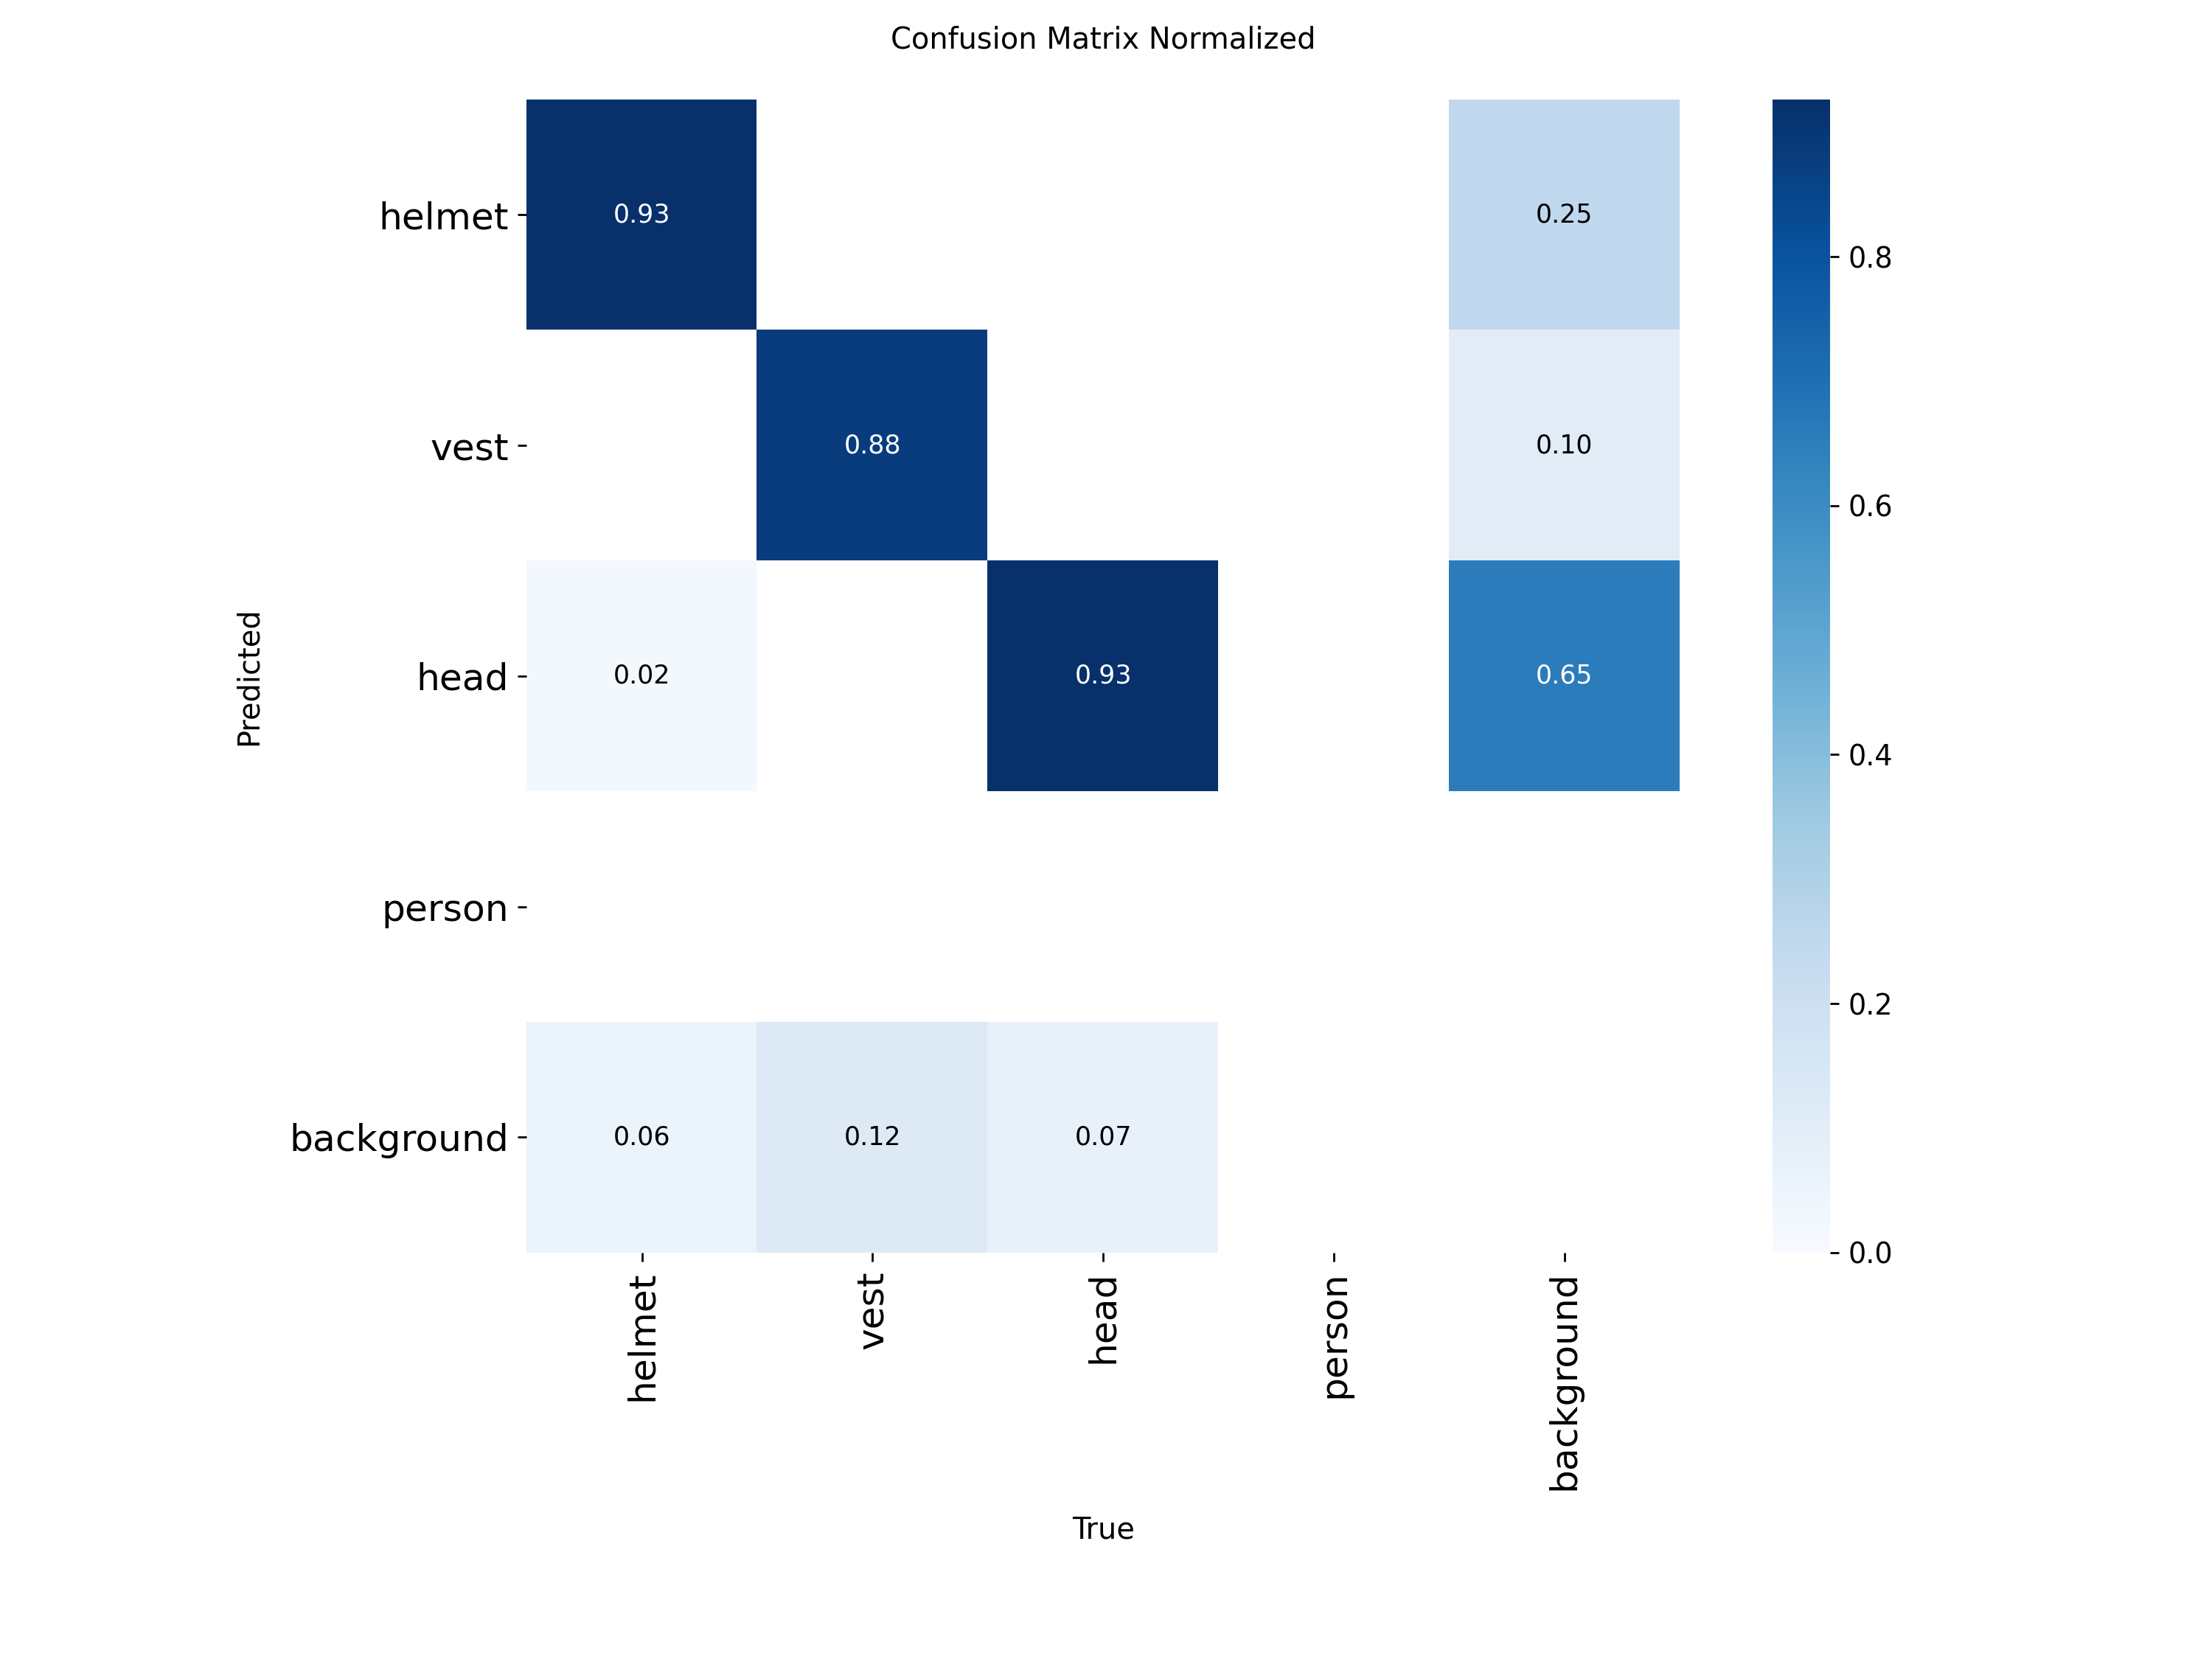 Confusion Matrix Normalized
helmet
0.93
0.25
0.8
vest
0.88
0.10
0.6
Predicted
head
0.02
0.93
0.65
0.4
person
0.2
background
0.06
0.12
0.07
0.0
helmet
vest
head
person
background
True